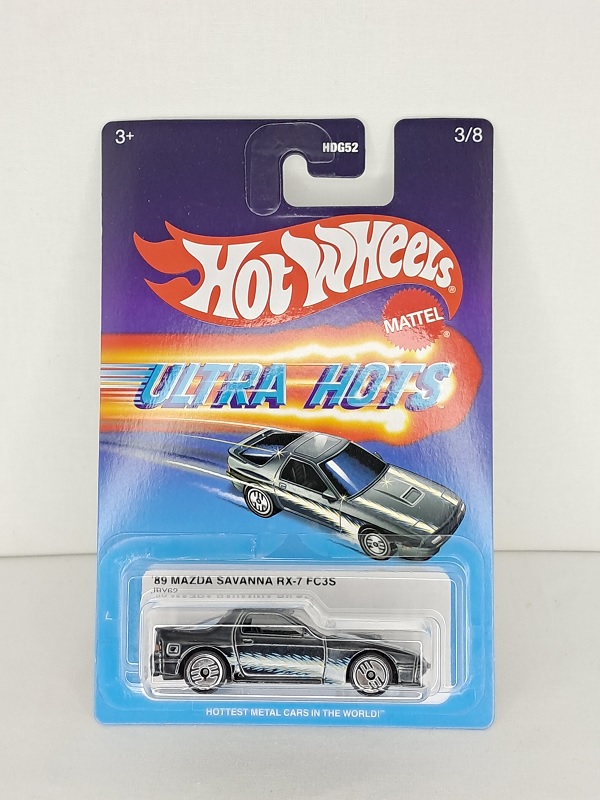 3+
HDG52
3/8
Hot Wheels®
MATTEL
®
ULTRA HOTS
'89 MAZDA SAVANNA RX-7 FC3S
HOTTEST METAL CARS IN THE WORLD!™